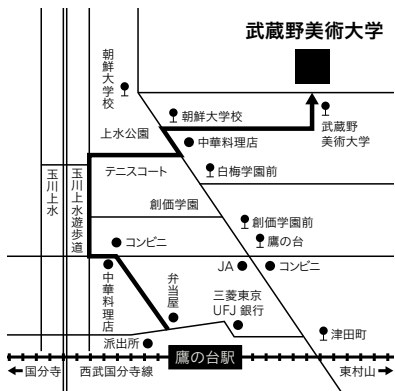 武蔵野美術大学
朝鮮大学校
朝鮮大学校
中華料理店
武蔵野
美術大学
上水公園
テニスコート
白梅学園前
玉川上水
玉川上水遊歩道
創価学園
創価学園前
鷹の台
コンビニ
JA
コンビニ
中華料理店
弁当屋
三菱東京
UFJ 銀行
津田町
派出所
鷹の台駅
国分寺
西武国分寺線
東村山